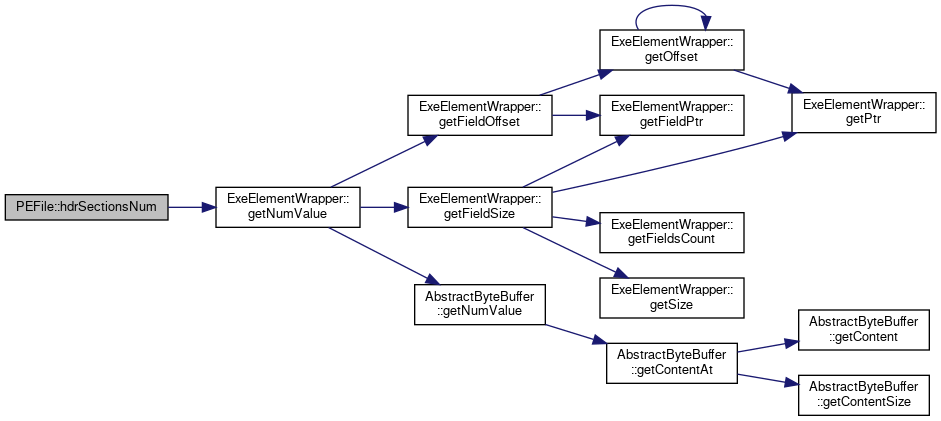 PEFile::hdrSectionsNum
ExeElementWrapper::
getNumValue
ExeElementWrapper::
getFieldOffset
ExeElementWrapper::
getOffset
ExeElementWrapper::
getPtr
ExeElementWrapper::
getFieldPtr
ExeElementWrapper::
getFieldSize
ExeElementWrapper::
getFieldsCount
ExeElementWrapper::
getSize
AbstractByteBuffer
::getNumValue
AbstractByteBuffer
::getContentAt
AbstractByteBuffer
::getContent
AbstractByteBuffer
::getContentSize